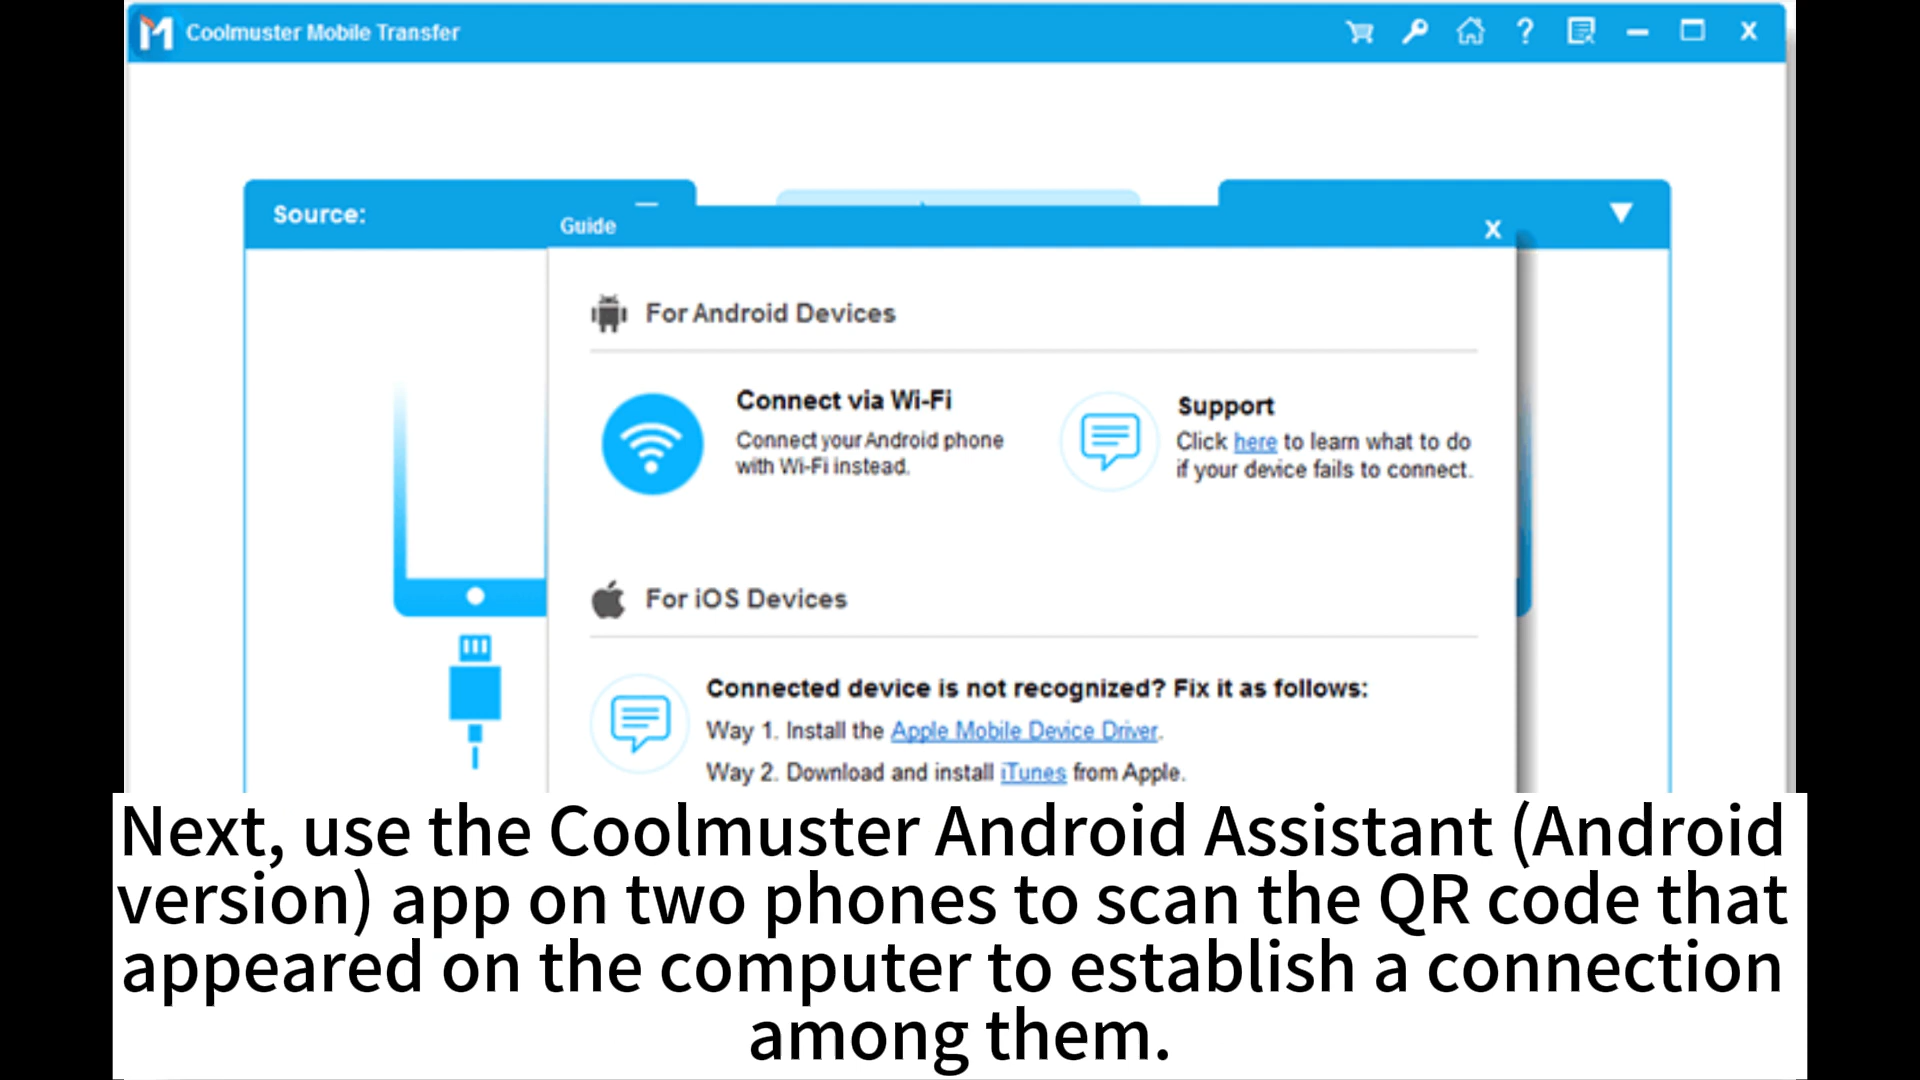 Coolmuster Mobile Transfer
Source:
Guide
For Android Devices
Connect via Wi-Fi
Connect your Android phone
with Wi-Fi instead.
Support
Click here to learn what to do
if your device fails to connect.
For iOS Devices
Connected device is not recognized? Fix it as follows:
Way 1. Install the Apple Mobile Device Driver.
Way 2. Download and install iTunes from Apple.
Next, use the Coolmuster Android Assistant (Android
version) app on two phones to scan the QR code that
appeared on the computer to establish a connection
among them.